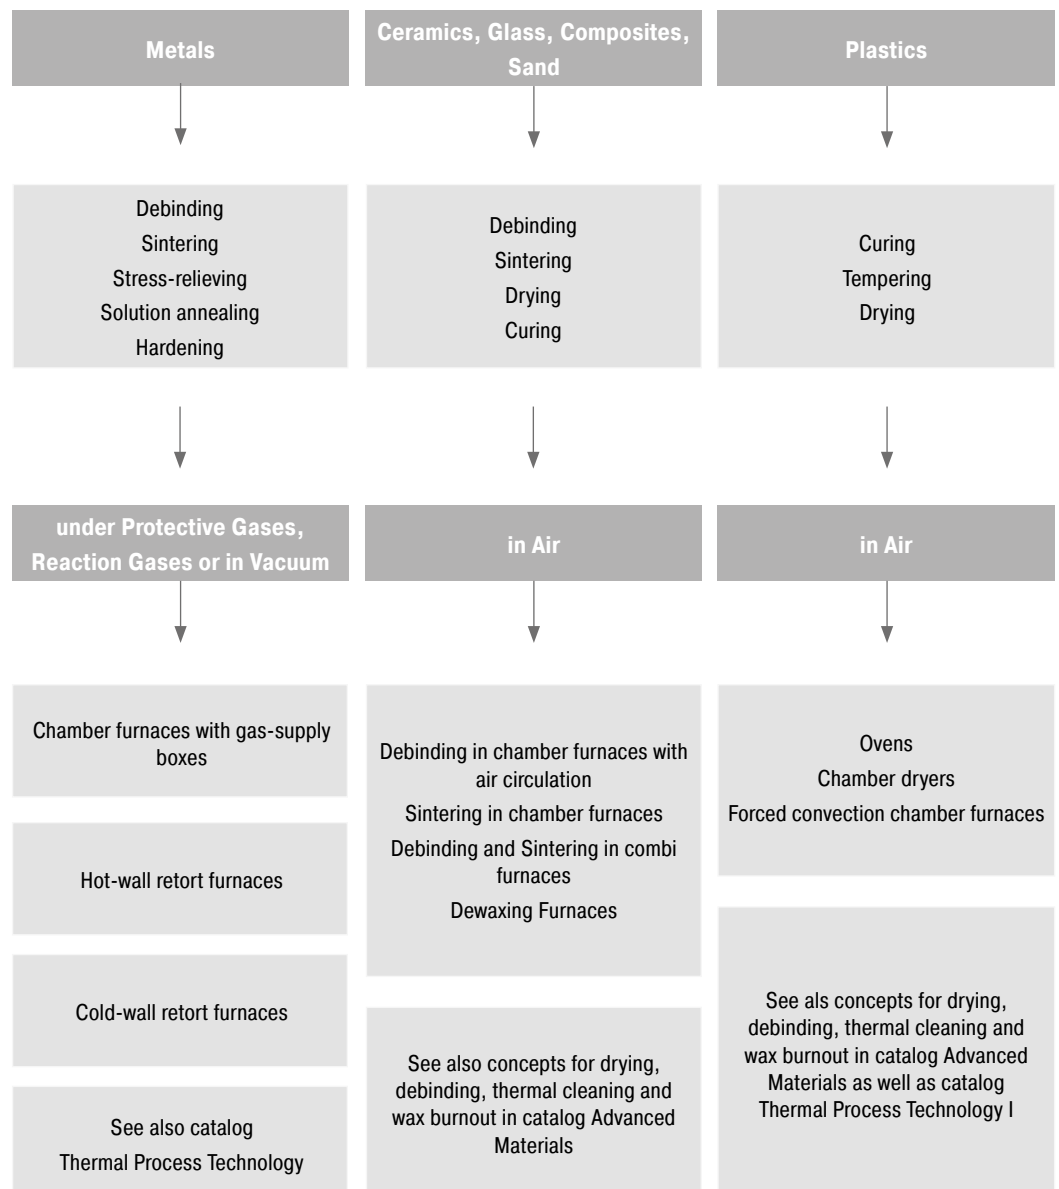 Metals
Ceramics, Glass, Composites,
Sand
Plastics
Debinding
Sintering
Stress-relieving
Solution annealing
Hardening
Debinding
Sintering
Drying
Curing
Curing
Tempering
Drying
under Protective Gases,
Reaction Gases or in Vacuum
in Air
in Air
Chamber furnaces with gas-supply
boxes
Hot-wall retort furnaces
Cold-wall retort furnaces
See also catalog
Thermal Process Technology
Debinding in chamber furnaces with
air circulation
Sintering in chamber furnaces
Debinding and Sintering in combi
furnaces
Dewaxing Furnaces
See also concepts for drying,
debinding, thermal cleaning and
wax burnout in catalog Advanced
Materials
Ovens
Chamber dryers
Forced convection chamber furnaces
See als concepts for drying,
debinding, thermal cleaning and
wax burnout in catalog Advanced
Materials as well as catalog
Thermal Process Technology I